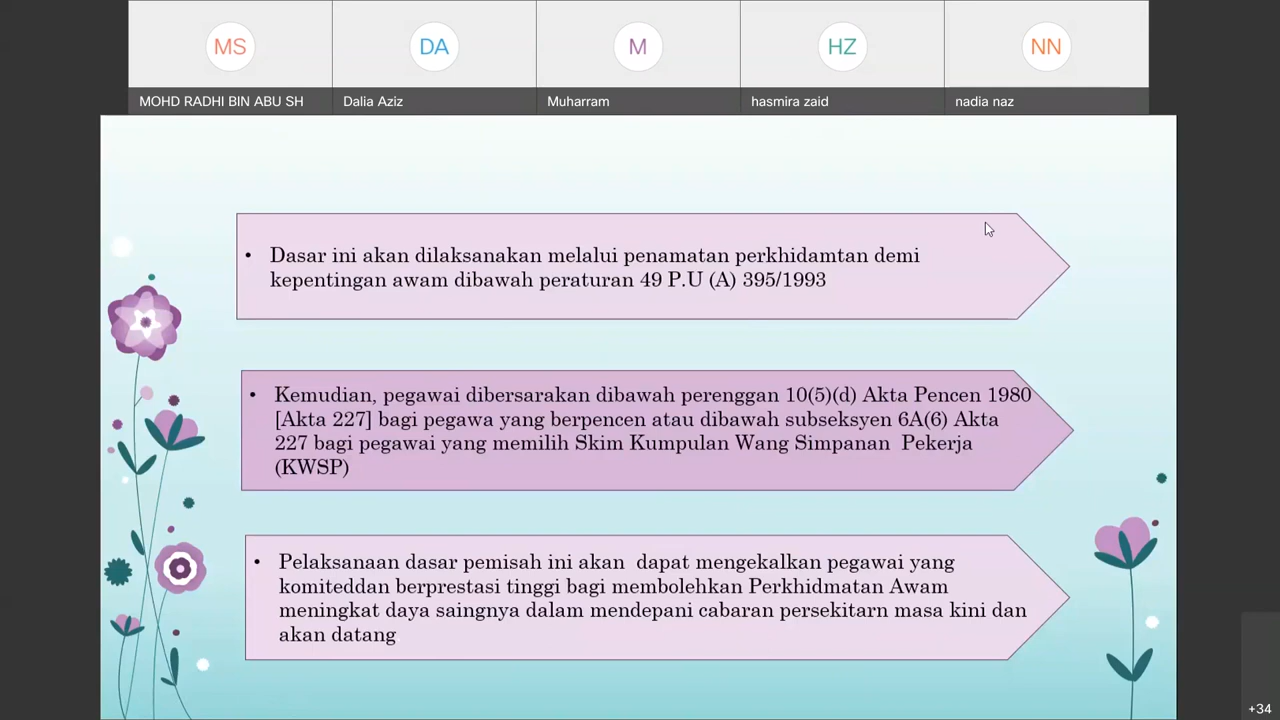 MS
DA
M
HZ
NN
MOHD RADHI BIN ABU SH
Dalia Aziz
Muharram
hasmira zaid
nadia naz
• Dasar ini akan dilaksanakan melalui penamatan perkhidamtan demi
kepentingan awam dibawah peraturan 49 P.U (A) 395/1993
• Kemudian, pegawai dibersarakan dibawah perenggan 10(5)(d) Akta Pencen 1980
[Akta 227] bagi pegawa yang berpencen atau dibawah subseksyen 6A(6) Akta
227 bagi pegawai yang memilih Skim Kumpulan Wang Simpanan Pekerja
(KWSP)
• Pelaksanaan dasar pemisah ini akan dapat mengekalkan pegawai yang
komiteddan berprestasi tinggi bagi membolehkan Perkhidmatan Awam
meningkat daya saingnya dalam mendepani cabaran persekitarn masa kini dan
akan datang
+34